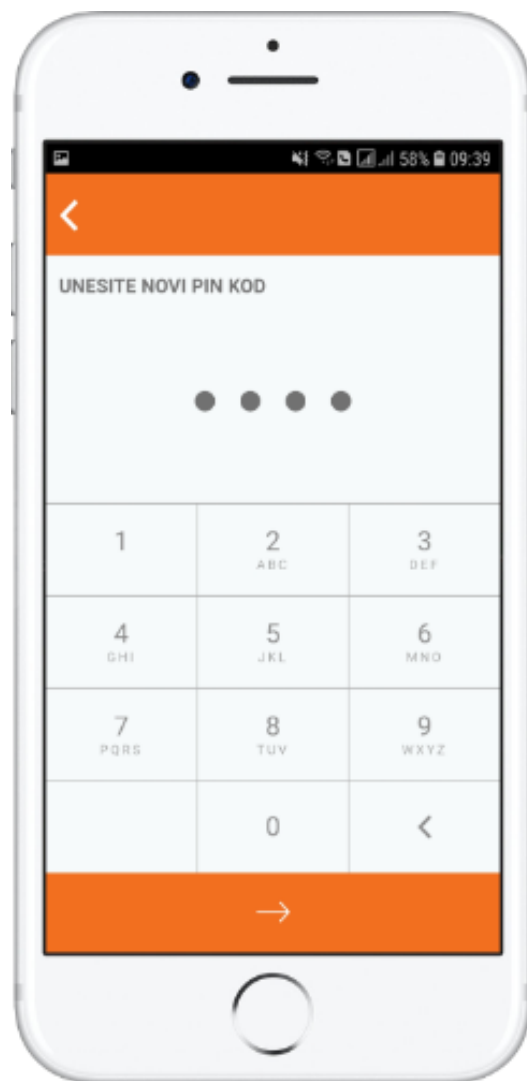 58% 09:39
UNESITE NOVI PIN KOD
1 2 3
ABC DEF
4 5 6
GHI JKL MNO
7 8 9
PQRS TUV WXYZ
0